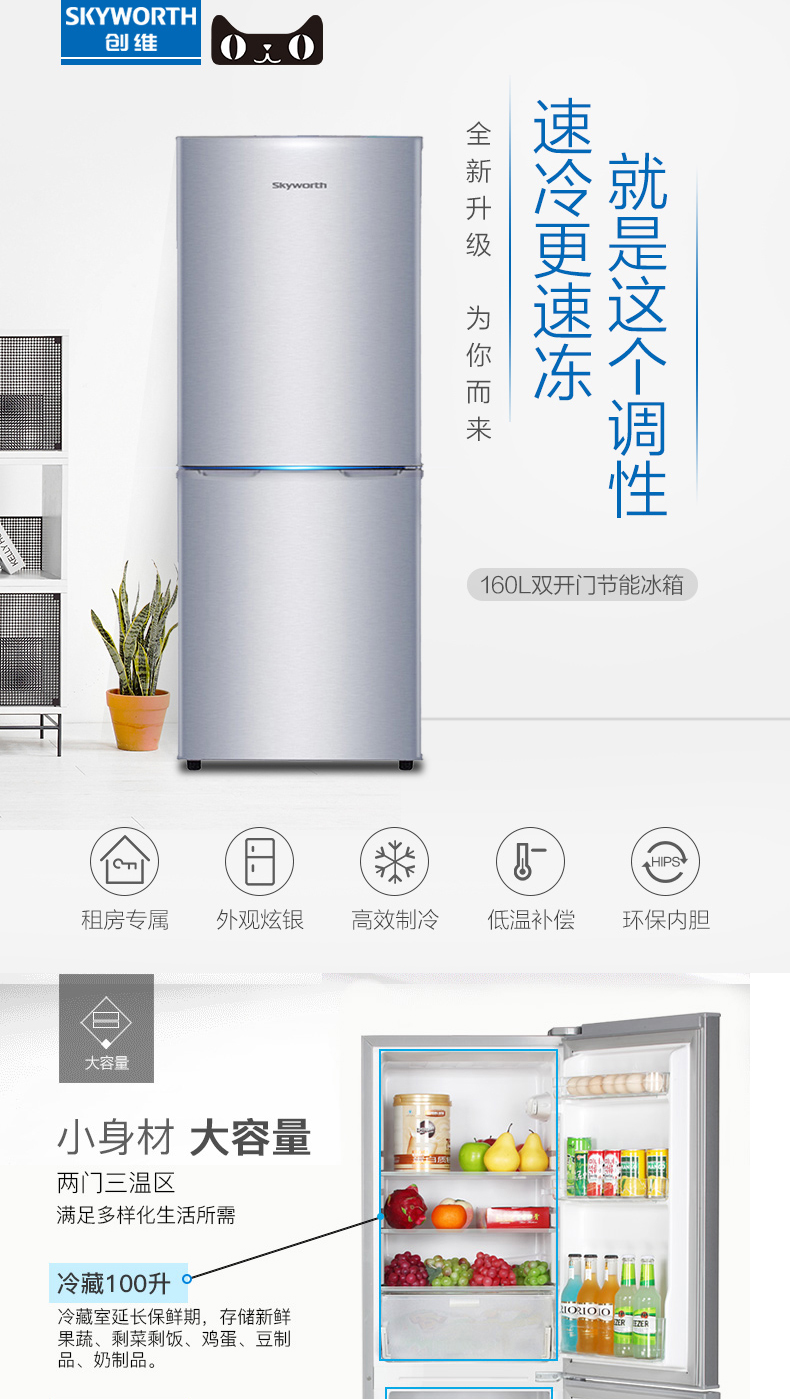 SKYWORTH
创维
Skyworth
就是这个调性
速冷更速冻
全新升级 为你而来
160L双开门节能冰箱
KELLY
HIPS
租房专属
外观炫银
高效制冷
低温补偿
环保内胆
大容量
小身材 大容量
两门三温区
满足多样化生活所需
冷藏100升
冷藏室延长保鲜期，存储新鲜
果蔬、剩菜剩饭、鸡蛋、豆制
品、奶制品。